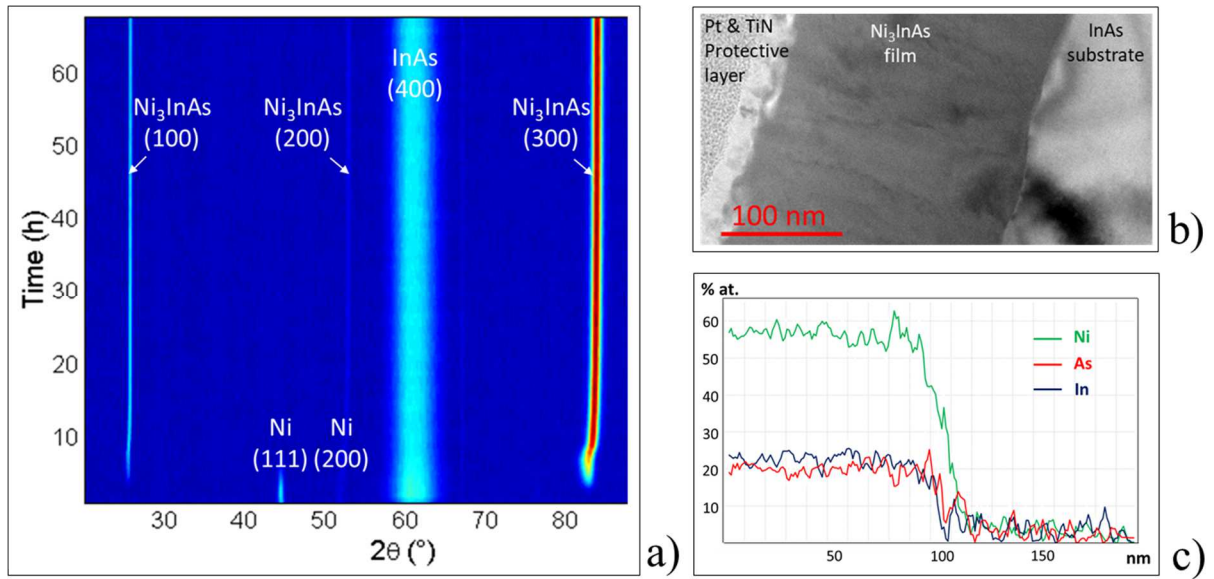 InAs
(400)
Ni₃InAs
(100)
Ni₃InAs
(200)
Ni₃InAs
(300)
Ni
(111)
Ni
(200)
60
50
40
30
20
10
Time (h)
30
40
50
60
70
80
2θ (°)
a)
Pt & TiN
Protective
layer
Ni₃InAs
film
InAs
substrate
100 nm
b)
% at.
60
50
40
30
20
10
Ni
As
In
50
100
150
nm
c)